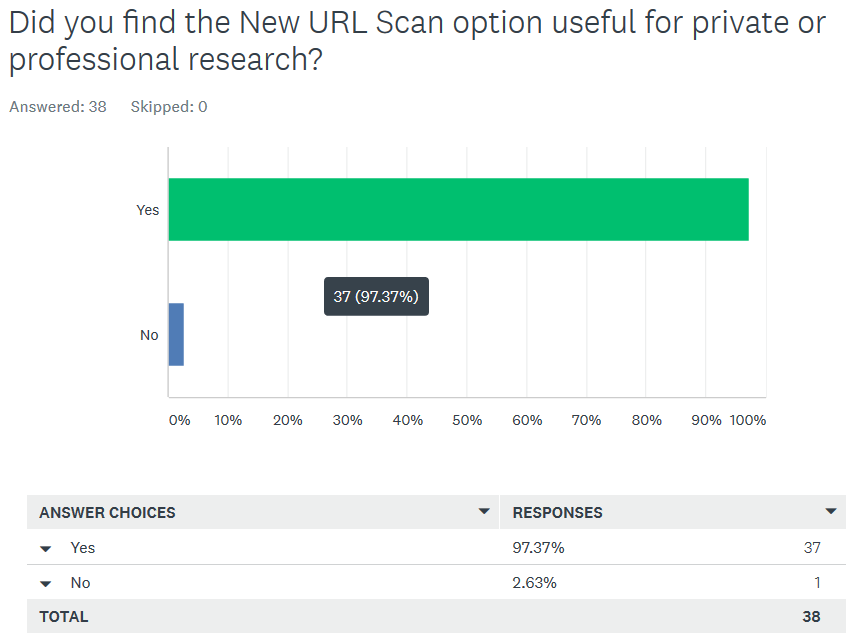 Did you find the New URL Scan option useful for private or
professional research?
Answered: 38 Skipped: 0
Yes
37 (97.37%)
No
0% 10% 20% 30% 40% 50% 60% 70% 80% 90% 100%
ANSWER CHOICES RESPONSES
Yes 97.37% 37
No 2.63% 1
TOTAL 38